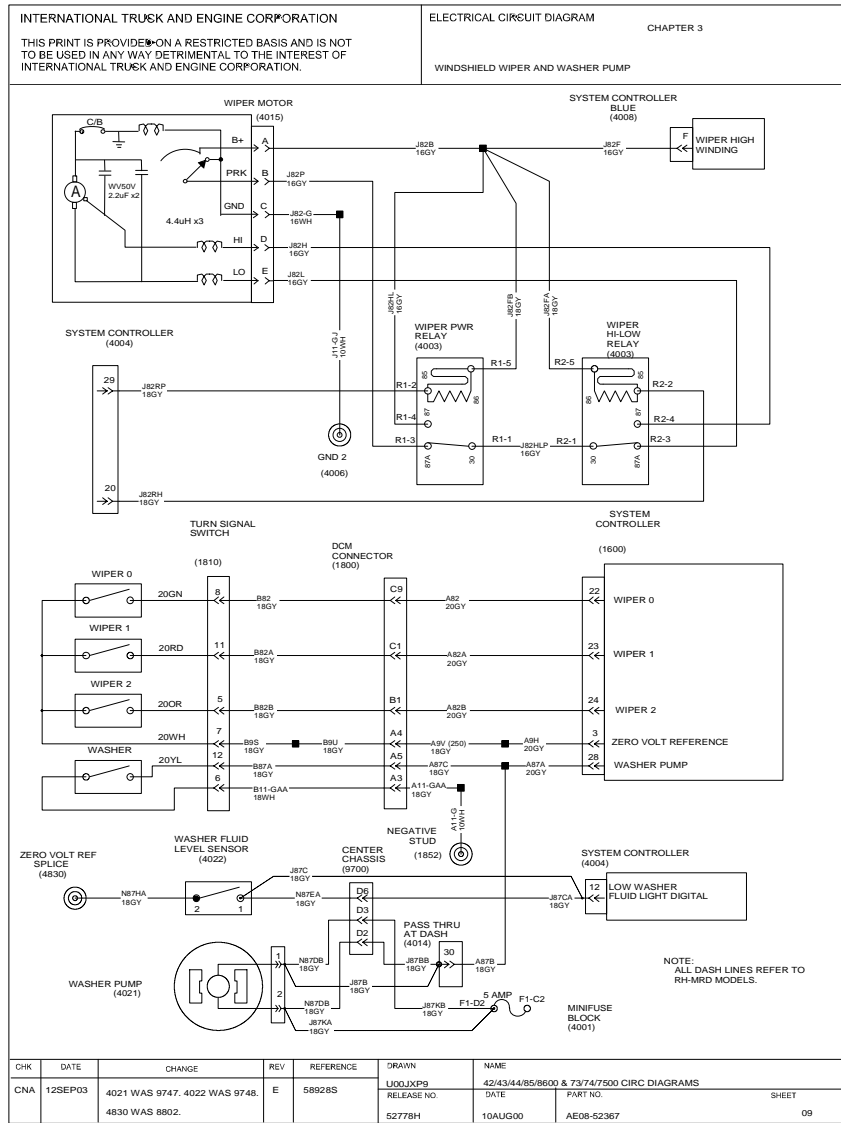 INTERNATIONAL TRUCK AND ENGINE CORPORATION
THIS PRINT IS PROVIDED ON A RESTRICTED BASIS AND IS NOT
TO BE USED IN ANY WAY DETRIMENTAL TO THE INTEREST OF
INTERNATIONAL TRUCK AND ENGINE CORPORATION.
ELECTRICAL CIRCUIT DIAGRAM
CHAPTER 3
WINDSHIELD WIPER AND WASHER PUMP
WIPER MOTOR
(4015)
SYSTEM CONTROLLER
BLUE
(4008)
C/B
B+ A
J82B
16GY
J82F
16GY
F
WIPER HIGH
WINDING
PRK B
J82P
16GY
A
WV50V
2.2uF x2
4.4uH x3
GND C
J82-G
16WH
HI D
J82H
16GY
LO E
J82L
16GY
J82HL
16GY
J82FB
18GY
J82FA
18GY
J11-GJ
10WH
SYSTEM CONTROLLER
(4004)
WIPER PWR
RELAY
(4003)
WIPER
HI-LOW
RELAY
(4003)
29
J82RP
18GY
R1-2
85
86
R1-5
R2-5
85
86
R2-2
R1-4
87
87
R2-4
R1-3
87A
30
R1-1
J82HLP
16GY
R2-1
30
87A
R2-3
GND 2
(4006)
20
J82RH
18GY
TURN SIGNAL
SWITCH
(1810)
DCM
CONNECTOR
(1800)
SYSTEM
CONTROLLER
(1600)
WIPER 0
20GN
8
B82
18GY
C9
A82
20GY
22
WIPER 0
WIPER 1
20RD
11
B82A
18GY
C1
A82A
20GY
23
WIPER 1
WIPER 2
20OR
5
B82B
18GY
B1
A82B
20GY
24
WIPER 2
20WH
7
B9S
18GY
B9U
18GY
A4
A9V (250)
18GY
A9H
20GY
3
ZERO VOLT REFERENCE
WASHER
20YL
12
B87A
18GY
A5
A87C
18GY
A87A
20GY
28
WASHER PUMP
6
B11-GAA
18WH
A3
A11-GAA
18GY
A11-G
10WH
NEGATIVE
STUD
(1852)
ZERO VOLT REF
SPLICE
(4830)
WASHER FLUID
LEVEL SENSOR
(4022)
CENTER
CHASSIS
(9700)
SYSTEM CONTROLLER
(4004)
N87HA
18GY
2 1
J87C
18GY
N87EA
18GY
D6
D3
D2
J87CA
18GY
12
LOW WASHER
FLUID LIGHT DIGITAL
PASS THRU
AT DASH
(4014)
WASHER PUMP
(4021)
1
N87DB
18GY
J87B
18GY
J87BB
18GY
30
A87B
18GY
2
N87DB
18GY
J87KA
18GY
J87KB
18GY
F1-D2
5 AMP
F1-C2
MINIFUSE
BLOCK
(4001)
NOTE:
ALL DASH LINES REFER TO
RH-MRD MODELS.
CHK DATE CHANGE REV REFERENCE DRAWN NAME
CNA 12SEP03 4021 WAS 9747. 4022 WAS 9748. E 58928S U00JXP9 42/43/44/85/8600 & 73/74/7500 CIRC DIAGRAMS
4830 WAS 8802.
RELEASE NO. DATE PART NO. SHEET
52778H 10AUG00 AE08-52367 09